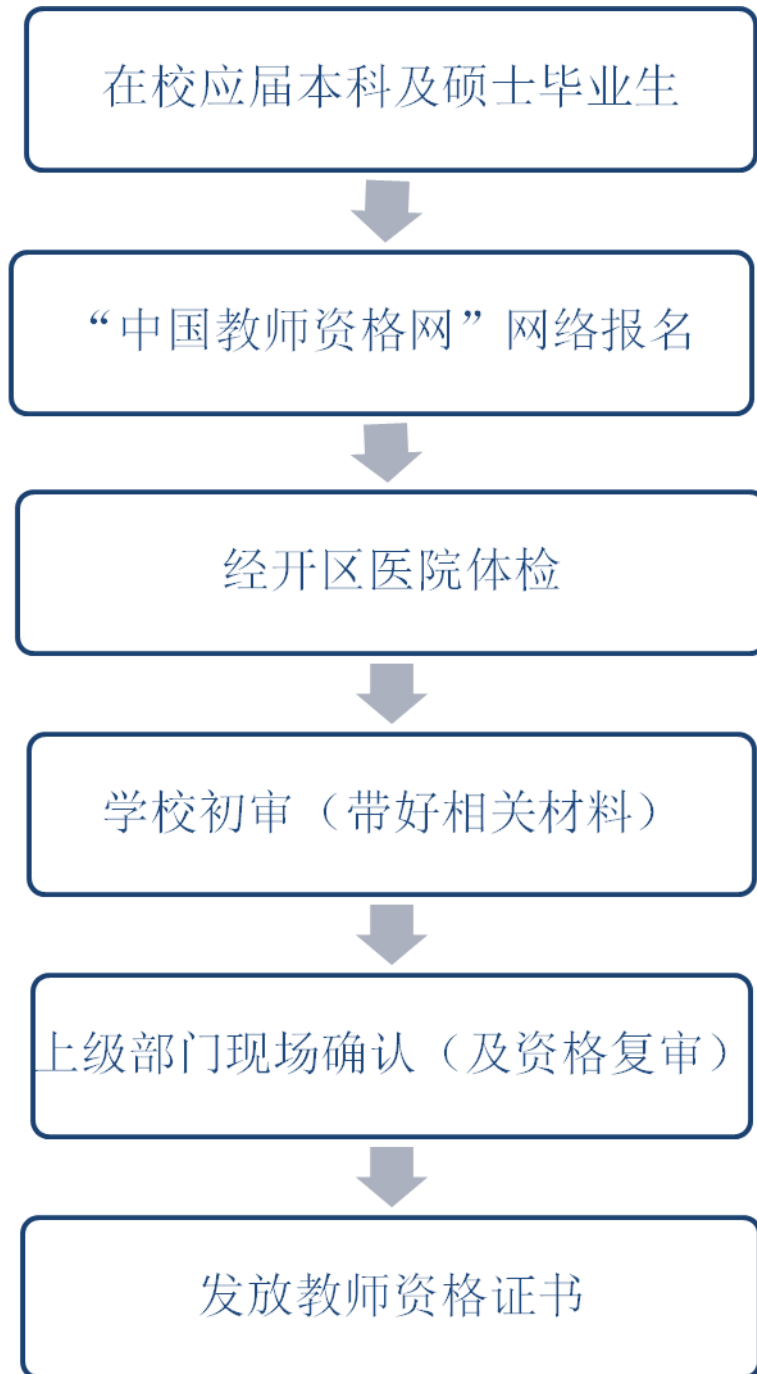 在校应届本科及硕士毕业生
“中国教师资格网”网络报名
经开区医院体检
学校初审（带好相关材料）
上级部门现场确认（及资格复审）
发放教师资格证书